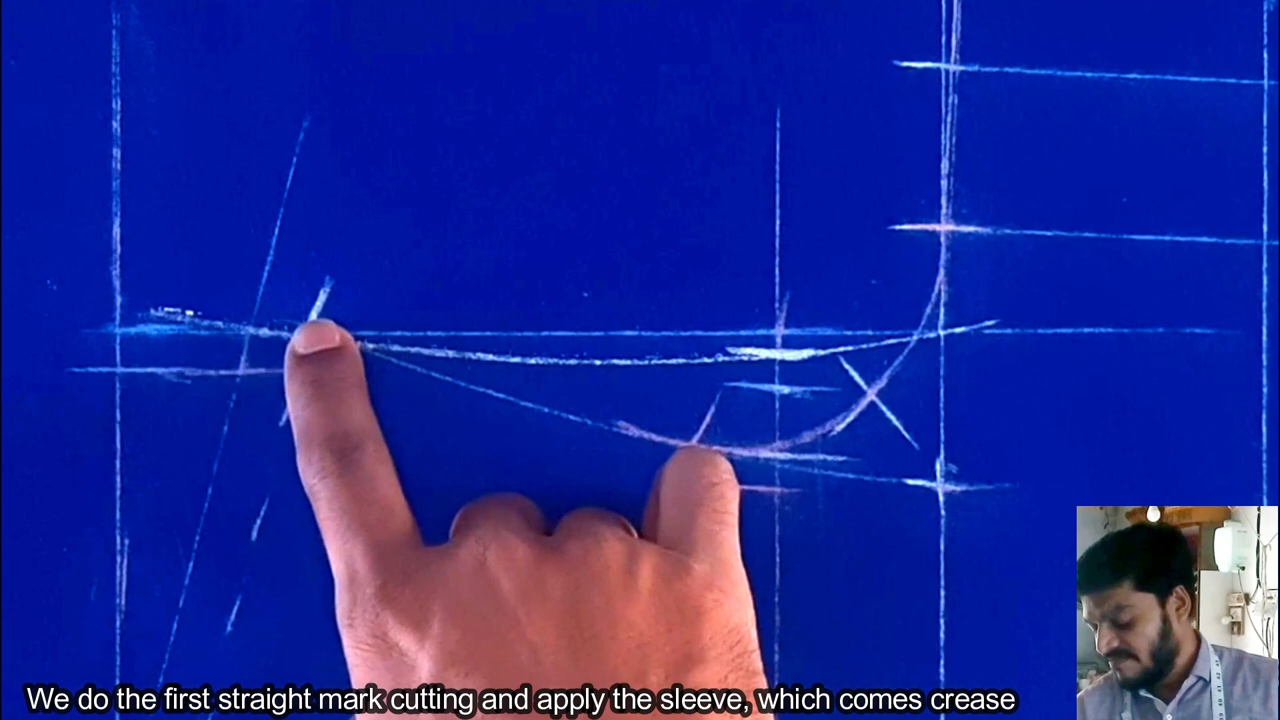 We do the first straight mark cutting and apply the sleeve, which comes crease